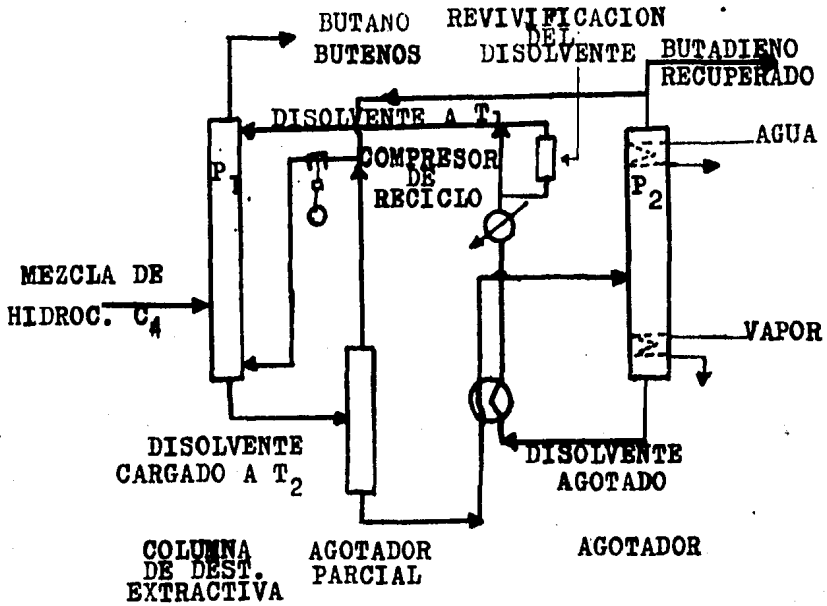 BUTANO
BUTENOS
REVIVIFICACION
DEL
DISOLVENTE
BUTADIENO
RECUPERADO
DISOLVENTE A T1
AGUA
P1
COMPRESOR
DE
RECICLO
P2
MEZCLA DE
HIDROC. C4
VAPOR
DISOLVENTE
CARGADO A T2
DISOLVENTE
AGOTADO
COLUMNA
DE DEST.
EXTRACTIVA
AGOTADOR
PARCIAL
AGOTADOR